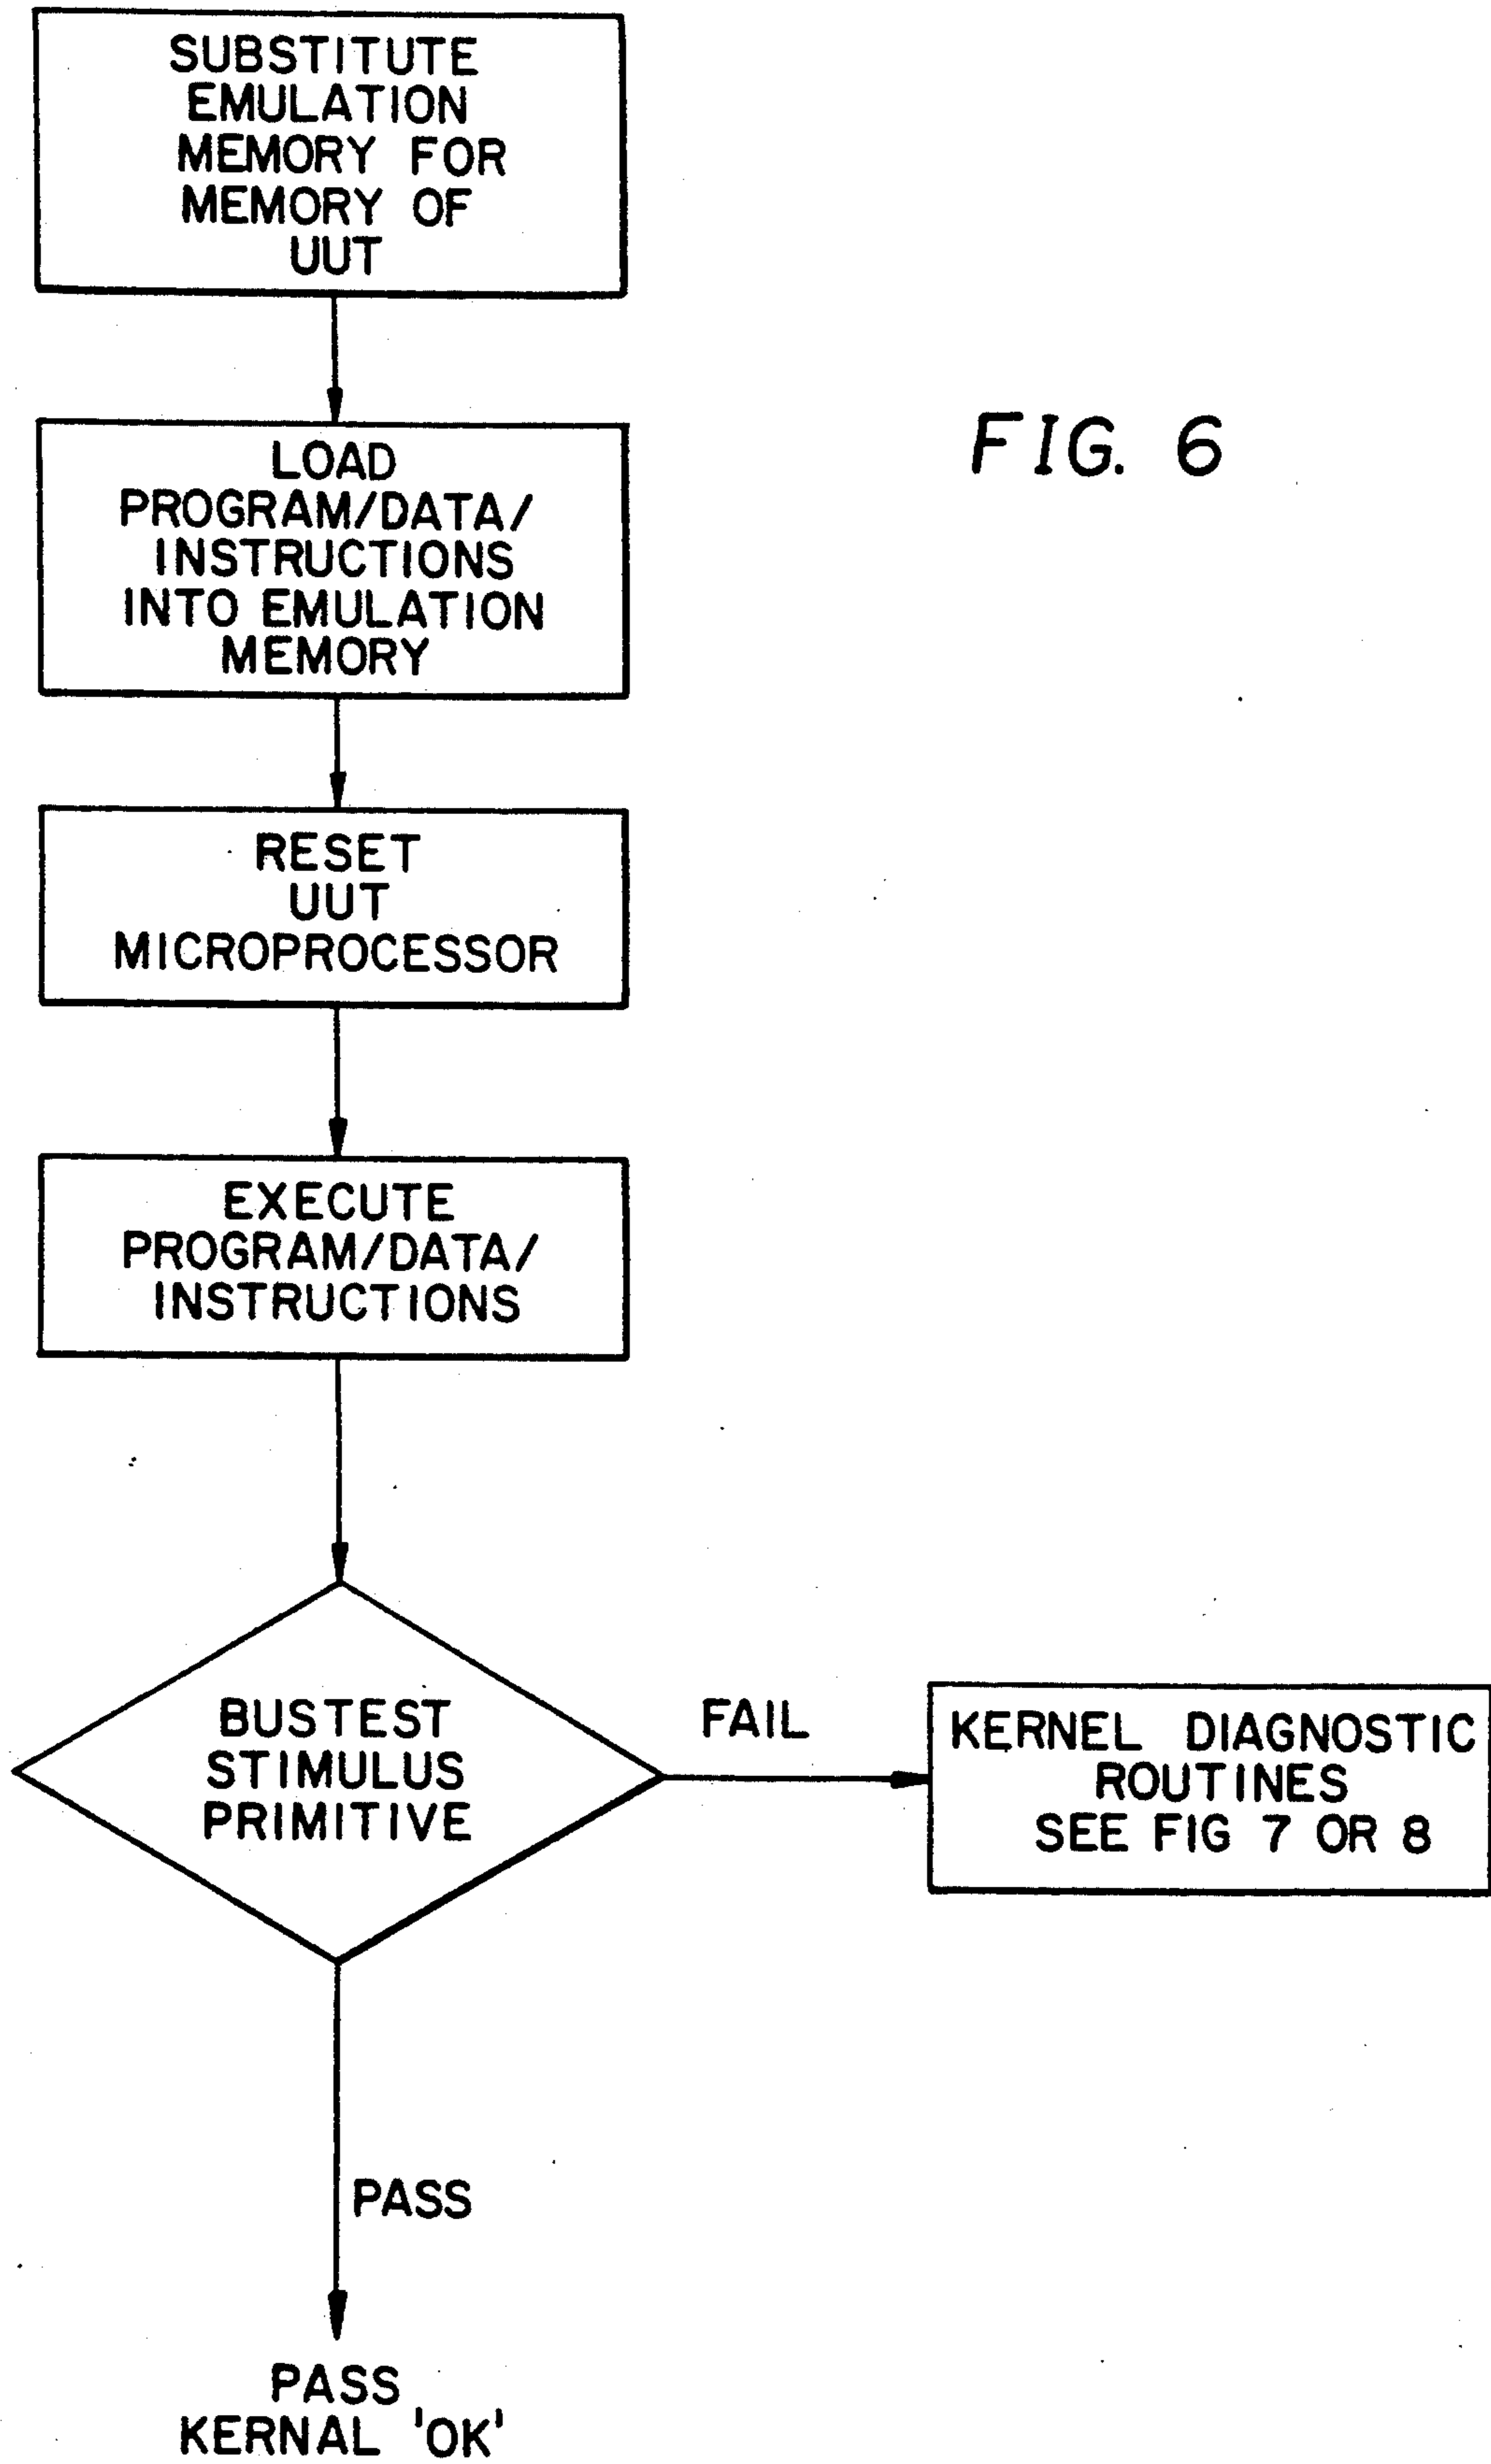 SUBSTITUTE
EMULATION
MEMORY FOR
MEMORY OF
UUT
LOAD
PROGRAM/DATA/
INSTRUCTIONS
INTO EMULATION
MEMORY
FIG. 6
RESET
UUT
MICROPROCESSOR
EXECUTE
PROGRAM/DATA/
INSTRUCTIONS
BUSTEST
STIMULUS
PRIMITIVE
FAIL
KERNEL DIAGNOSTIC
ROUTINES
SEE FIG 7 OR 8
PASS
PASS
KERNAL 'OK'